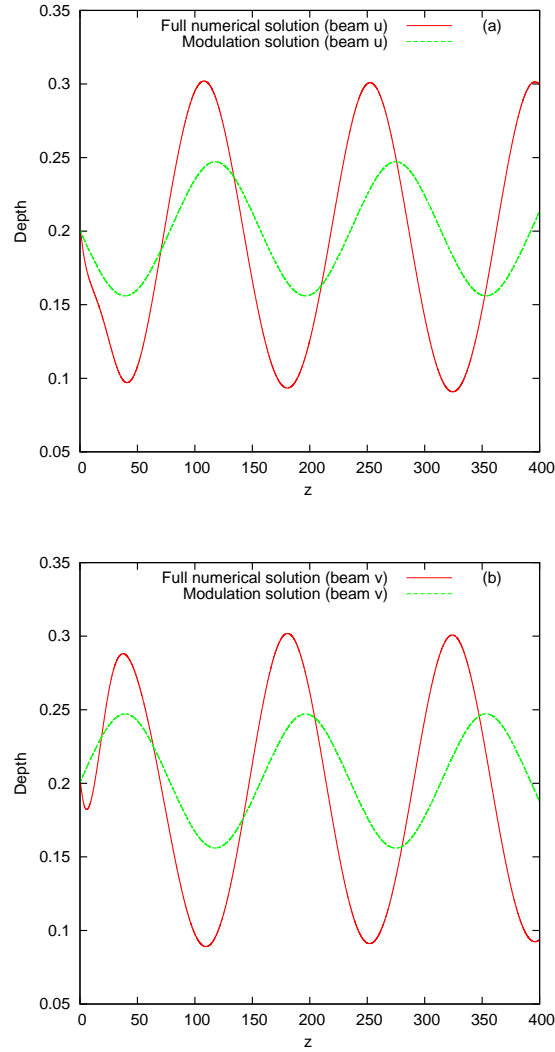 0.35
Full numerical solution (beam u) (a)
Modulation solution (beam u)
0.3
0.25
Depth
0.2
0.15
0.1
0.05
0 50 100 150 200 250 300 350 400
z
0.35
Full numerical solution (beam v) (b)
Modulation solution (beam v)
0.3
0.25
Depth
0.2
0.15
0.1
0.05
0 50 100 150 200 250 300 350 400
z